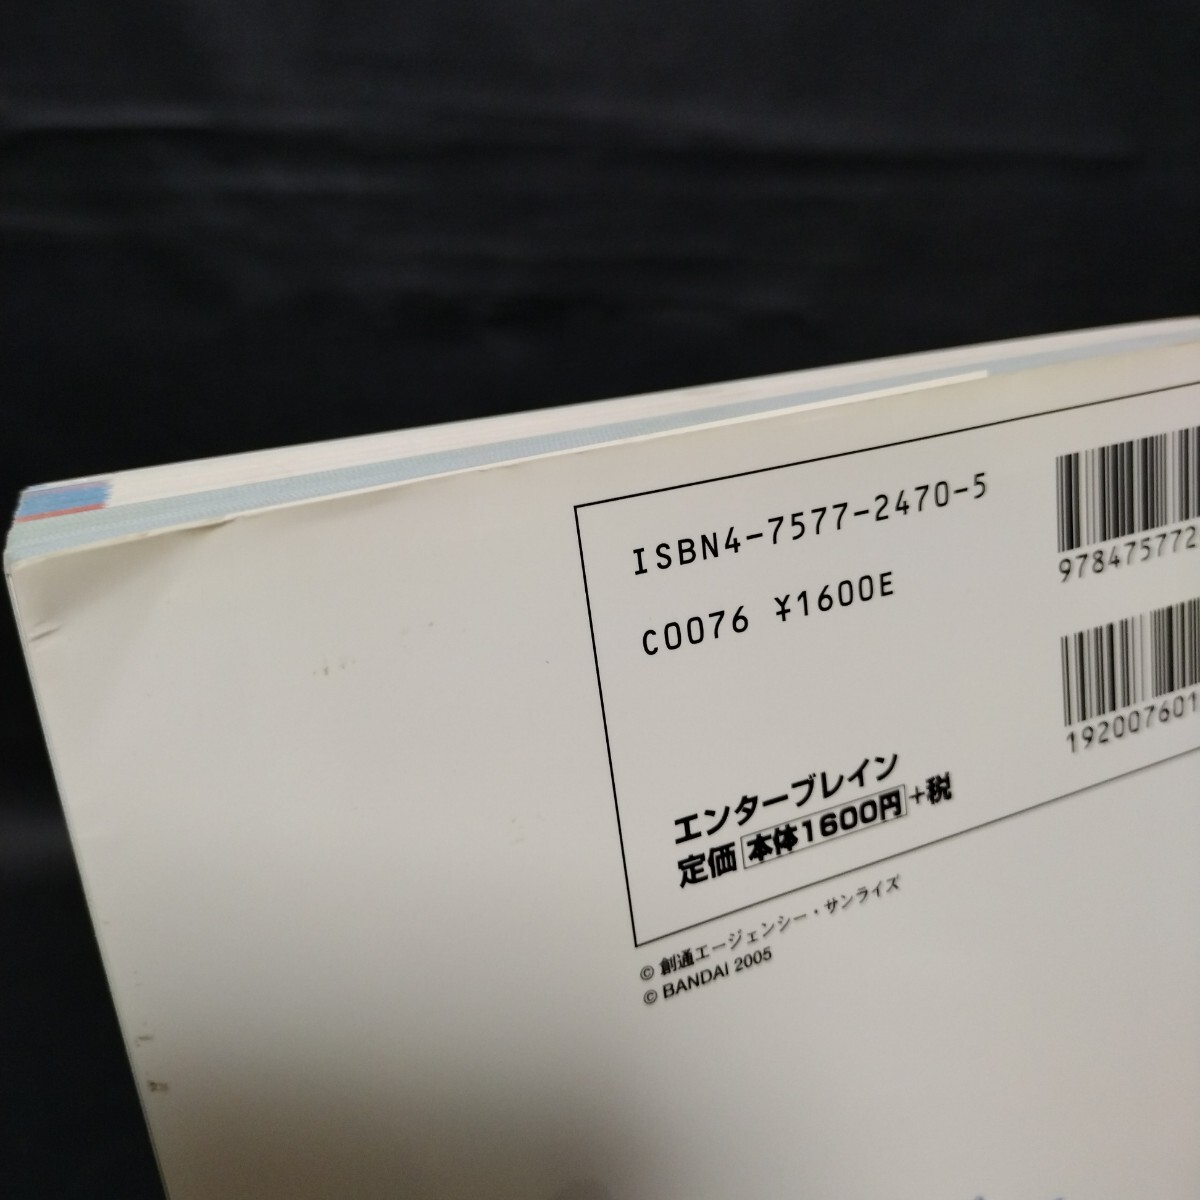 ISBN4-7577-2470-5
C0076 ¥1600E
978475772
192007601
エンターブレイン
定価 本体1600円 +税
© 創通エージェンシー・サンライズ
© BANDAI 2005